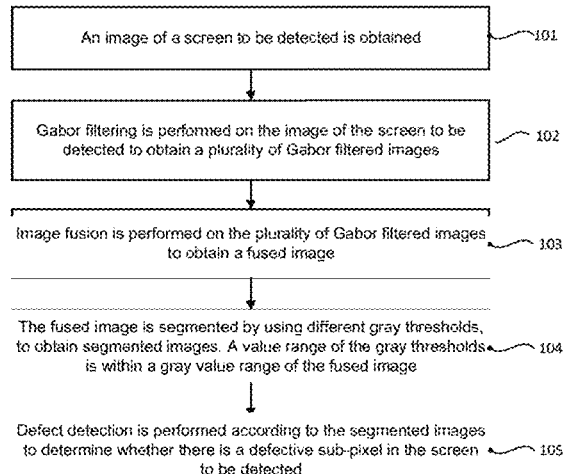 An image of a screen to be detected is obtained
101
Gabor filtering is performed on the image of the screen to be
detected to obtain a plurality of Gabor filtered images
102
Image fusion is performed on the plurality of Gabor filtered images
to obtain a fused image
103
The fused image is segmented by using different gray thresholds,
to obtain segmented images. A value range of the gray thresholds
is within a gray value range of the fused image
104
Defect detection is performed according to the segmented images
to determine whether there is a defective sub-pixel in the screen
to be detected
105